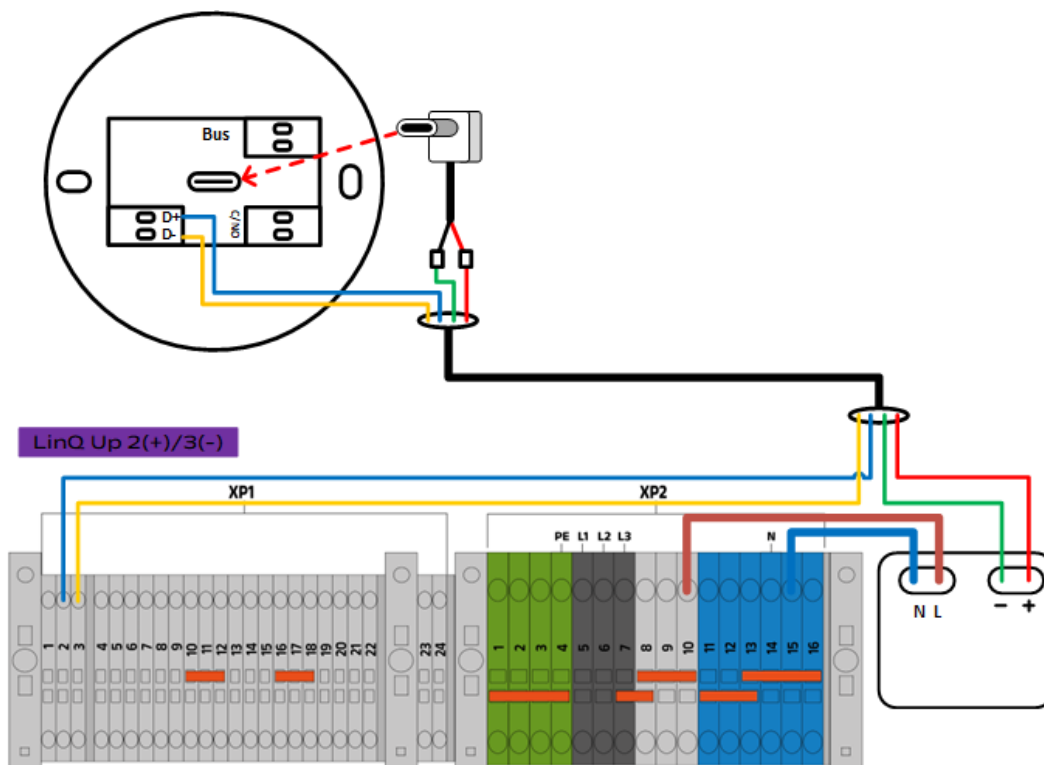 Bus
D+
D-
C/NO
LinQ Up 2(+)/3(-)
XP1
XP2
PE L1 L2 L3
N
N L
- +
1 2 3 4 5 6 7 8 9 10 11 12 13 14 15 16 17 18 19 20 21 22 23 24
1 2 3 4 5 6 7 8 9 10 11 12 13 14 15 16